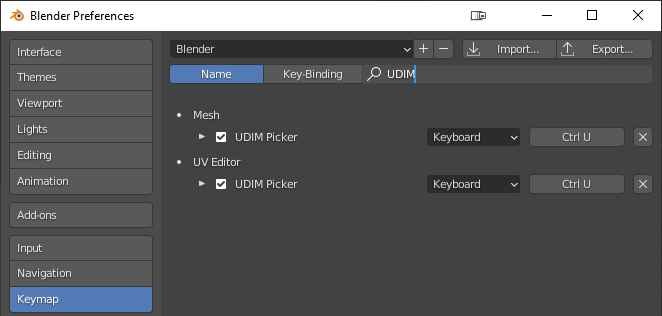 Blender Preferences
Interface
Themes
Viewport
Lights
Editing
Animation
Add-ons
Input
Navigation
Keymap
Blender
Import...
Export...
Name
Key-Binding
UDIM
Mesh
UDIM Picker
Keyboard
Ctrl U
UV Editor
UDIM Picker
Keyboard
Ctrl U